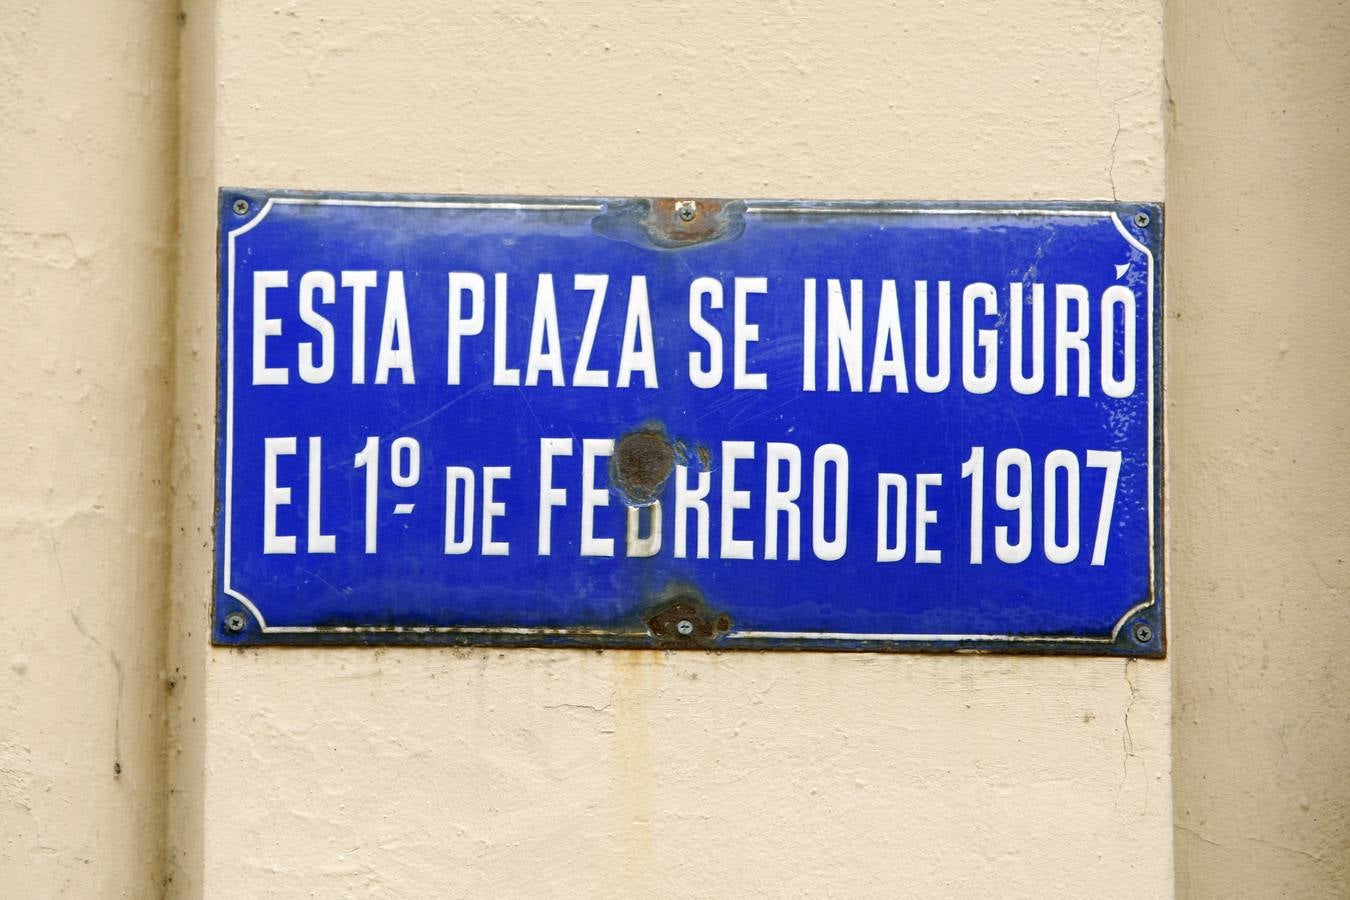 ESTA PLAZA SE INAUGURÓ
EL 1º DE FEBRERO DE 1907